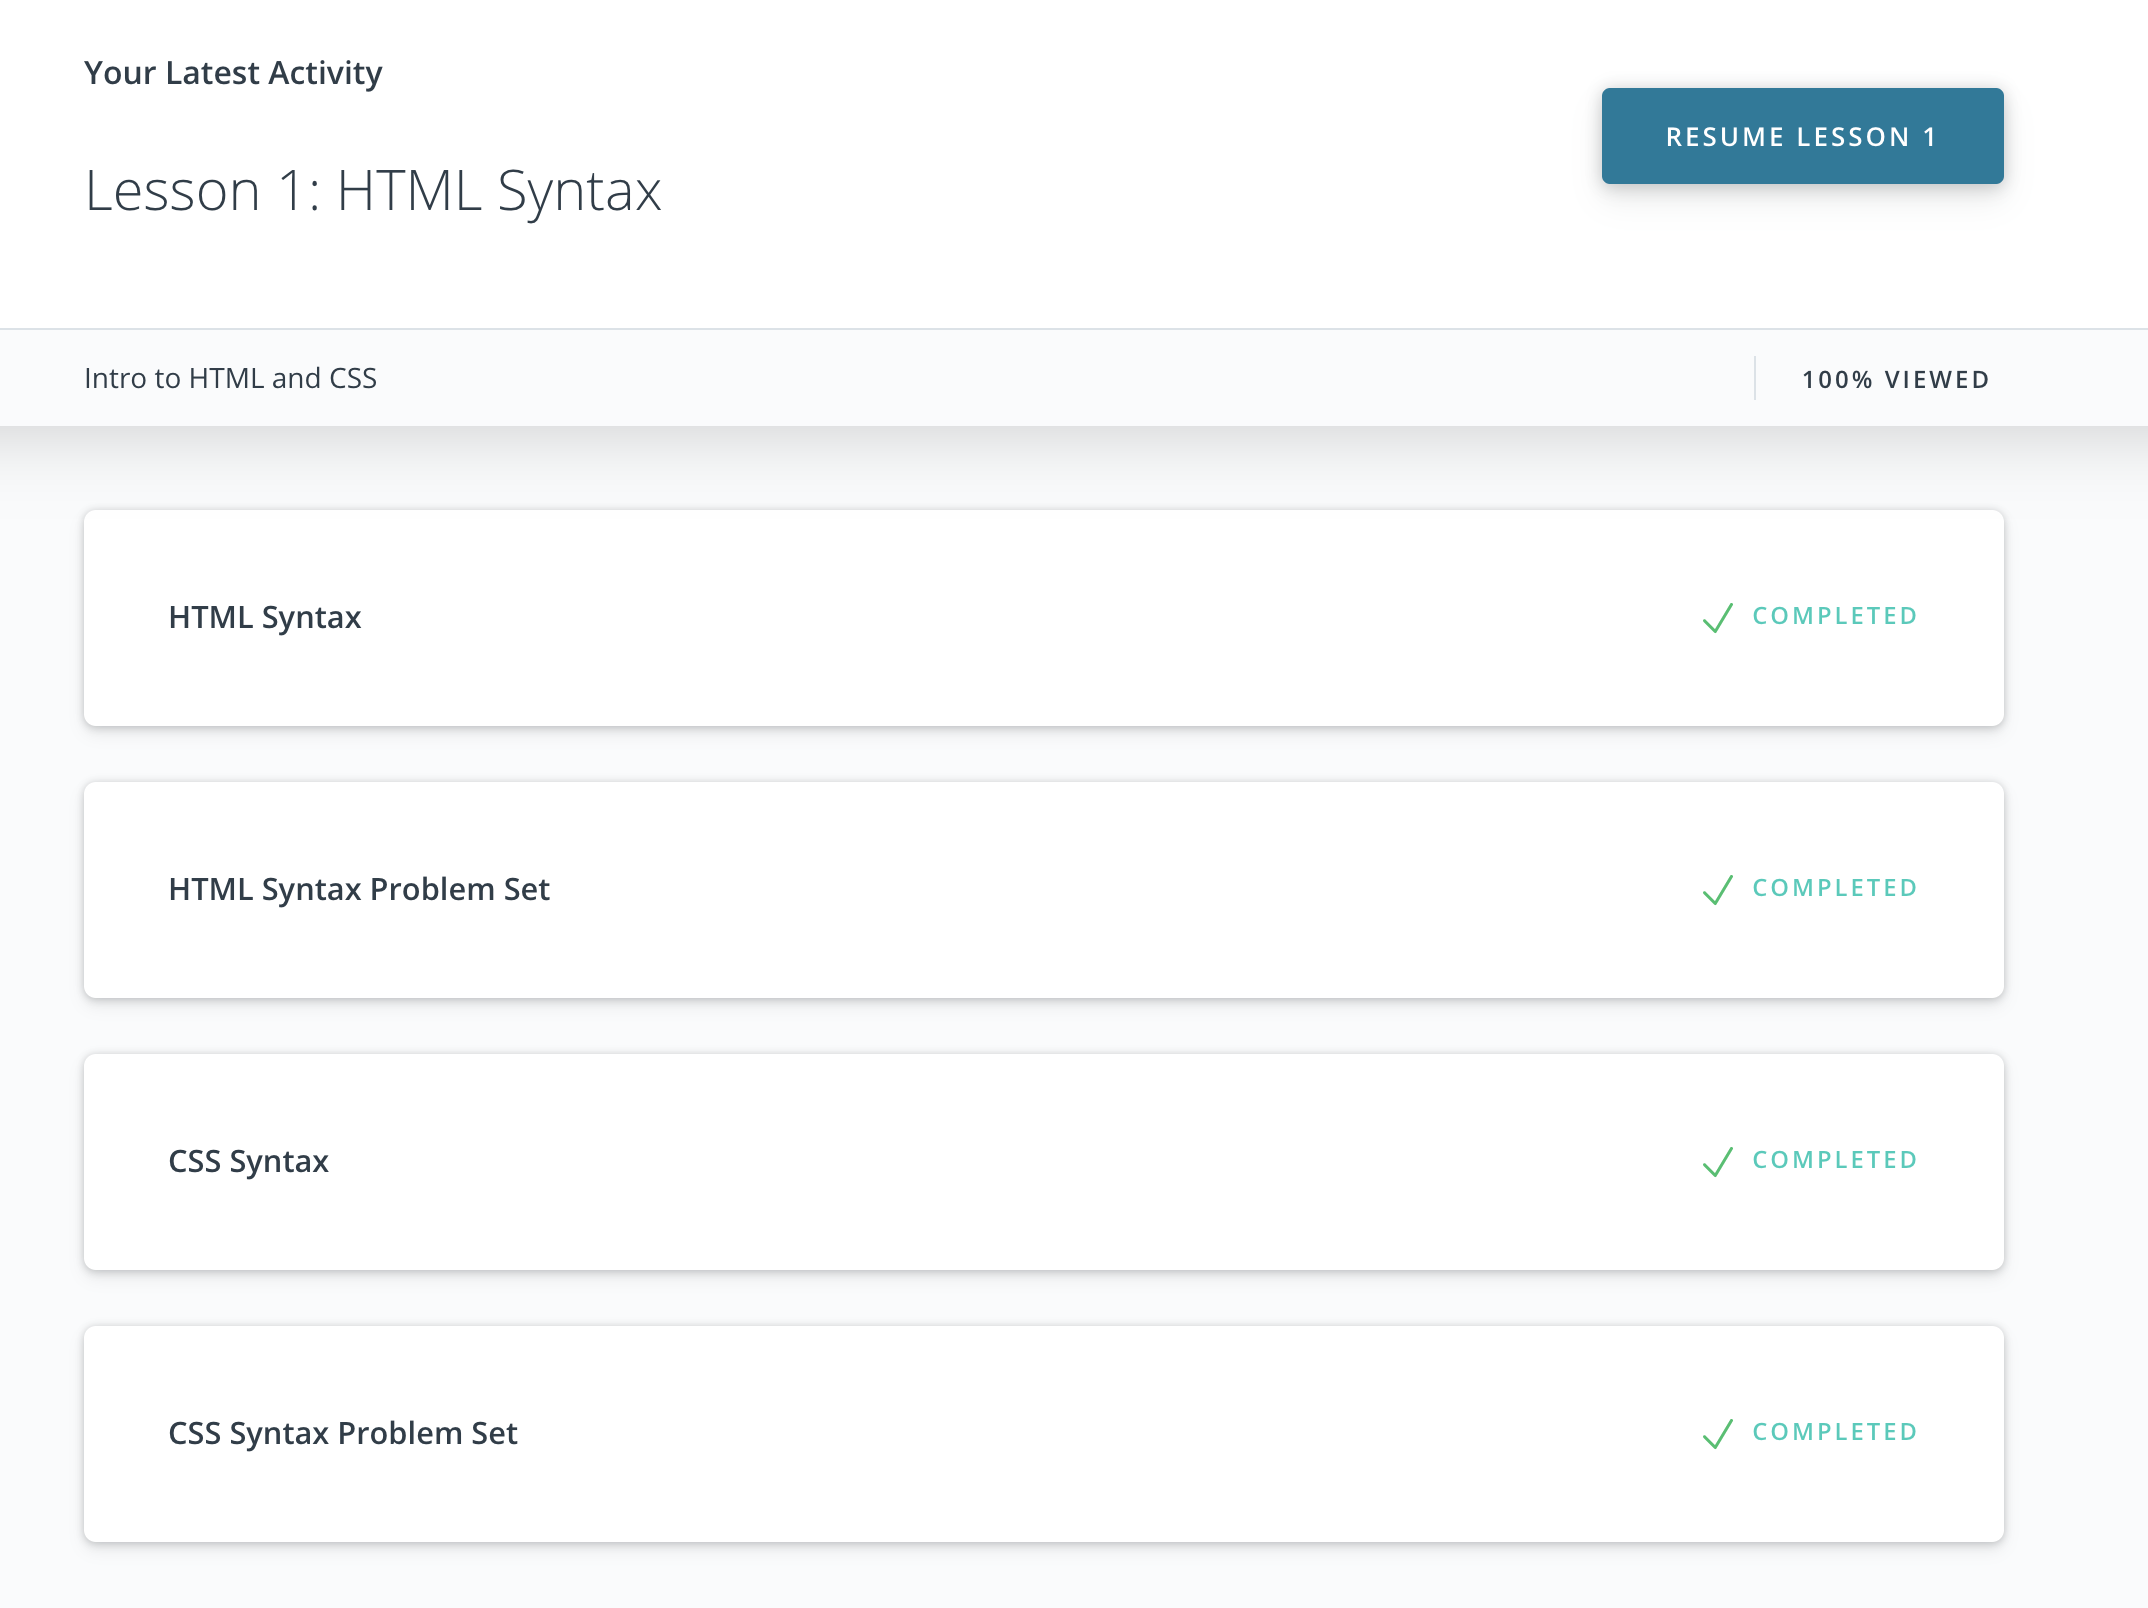 Your Latest Activity
RESUME LESSON 1
Lesson 1: HTML Syntax
Intro to HTML and CSS
100% VIEWED
HTML Syntax
COMPLETED
HTML Syntax Problem Set
COMPLETED
CSS Syntax
COMPLETED
CSS Syntax Problem Set
COMPLETED